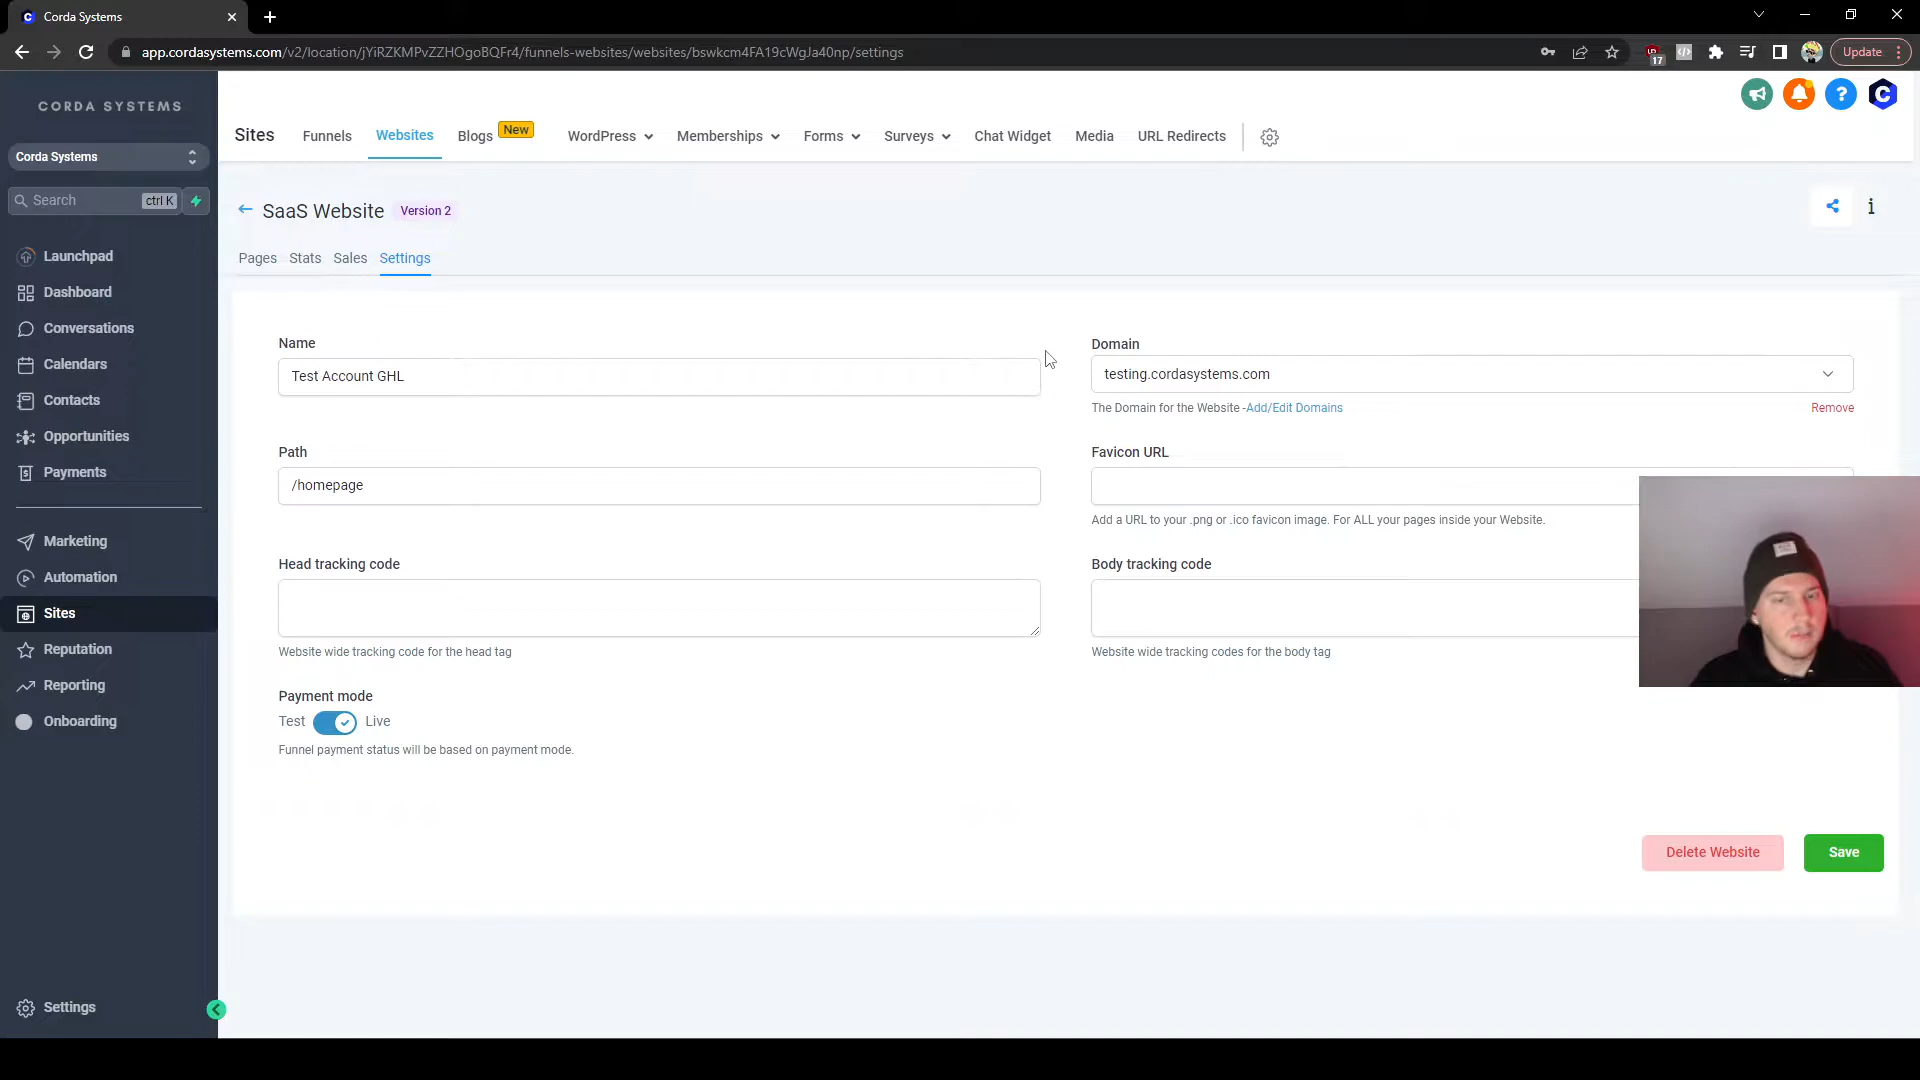 Corda Systems
app.cordasystems.com/v2/location/jYiRZKMPvZZHOgoBQFr4/funnels-websites/websites/bswkcm4FA19cWgJa40np/settings
17
Update
CORDA SYSTEMS
Corda Systems
Search
ctrl K
Launchpad
Dashboard
Conversations
Calendars
Contacts
Opportunities
Payments
Marketing
Automation
Sites
Reputation
Reporting
Onboarding
Settings
Sites
Funnels
Websites
Blogs
New
WordPress
Memberships
Forms
Surveys
Chat Widget
Media
URL Redirects
SaaS Website
Version 2
Pages
Stats
Sales
Settings
Name
Test Account GHL
Domain
testing.cordasystems.com
The Domain for the Website -Add/Edit Domains
Remove
Path
/homepage
Favicon URL
Add a URL to your .png or .ico favicon image. For ALL your pages inside your Website.
Head tracking code
Website wide tracking code for the head tag
Body tracking code
Website wide tracking codes for the body tag
Payment mode
Test
Live
Funnel payment status will be based on payment mode.
Delete Website
Save